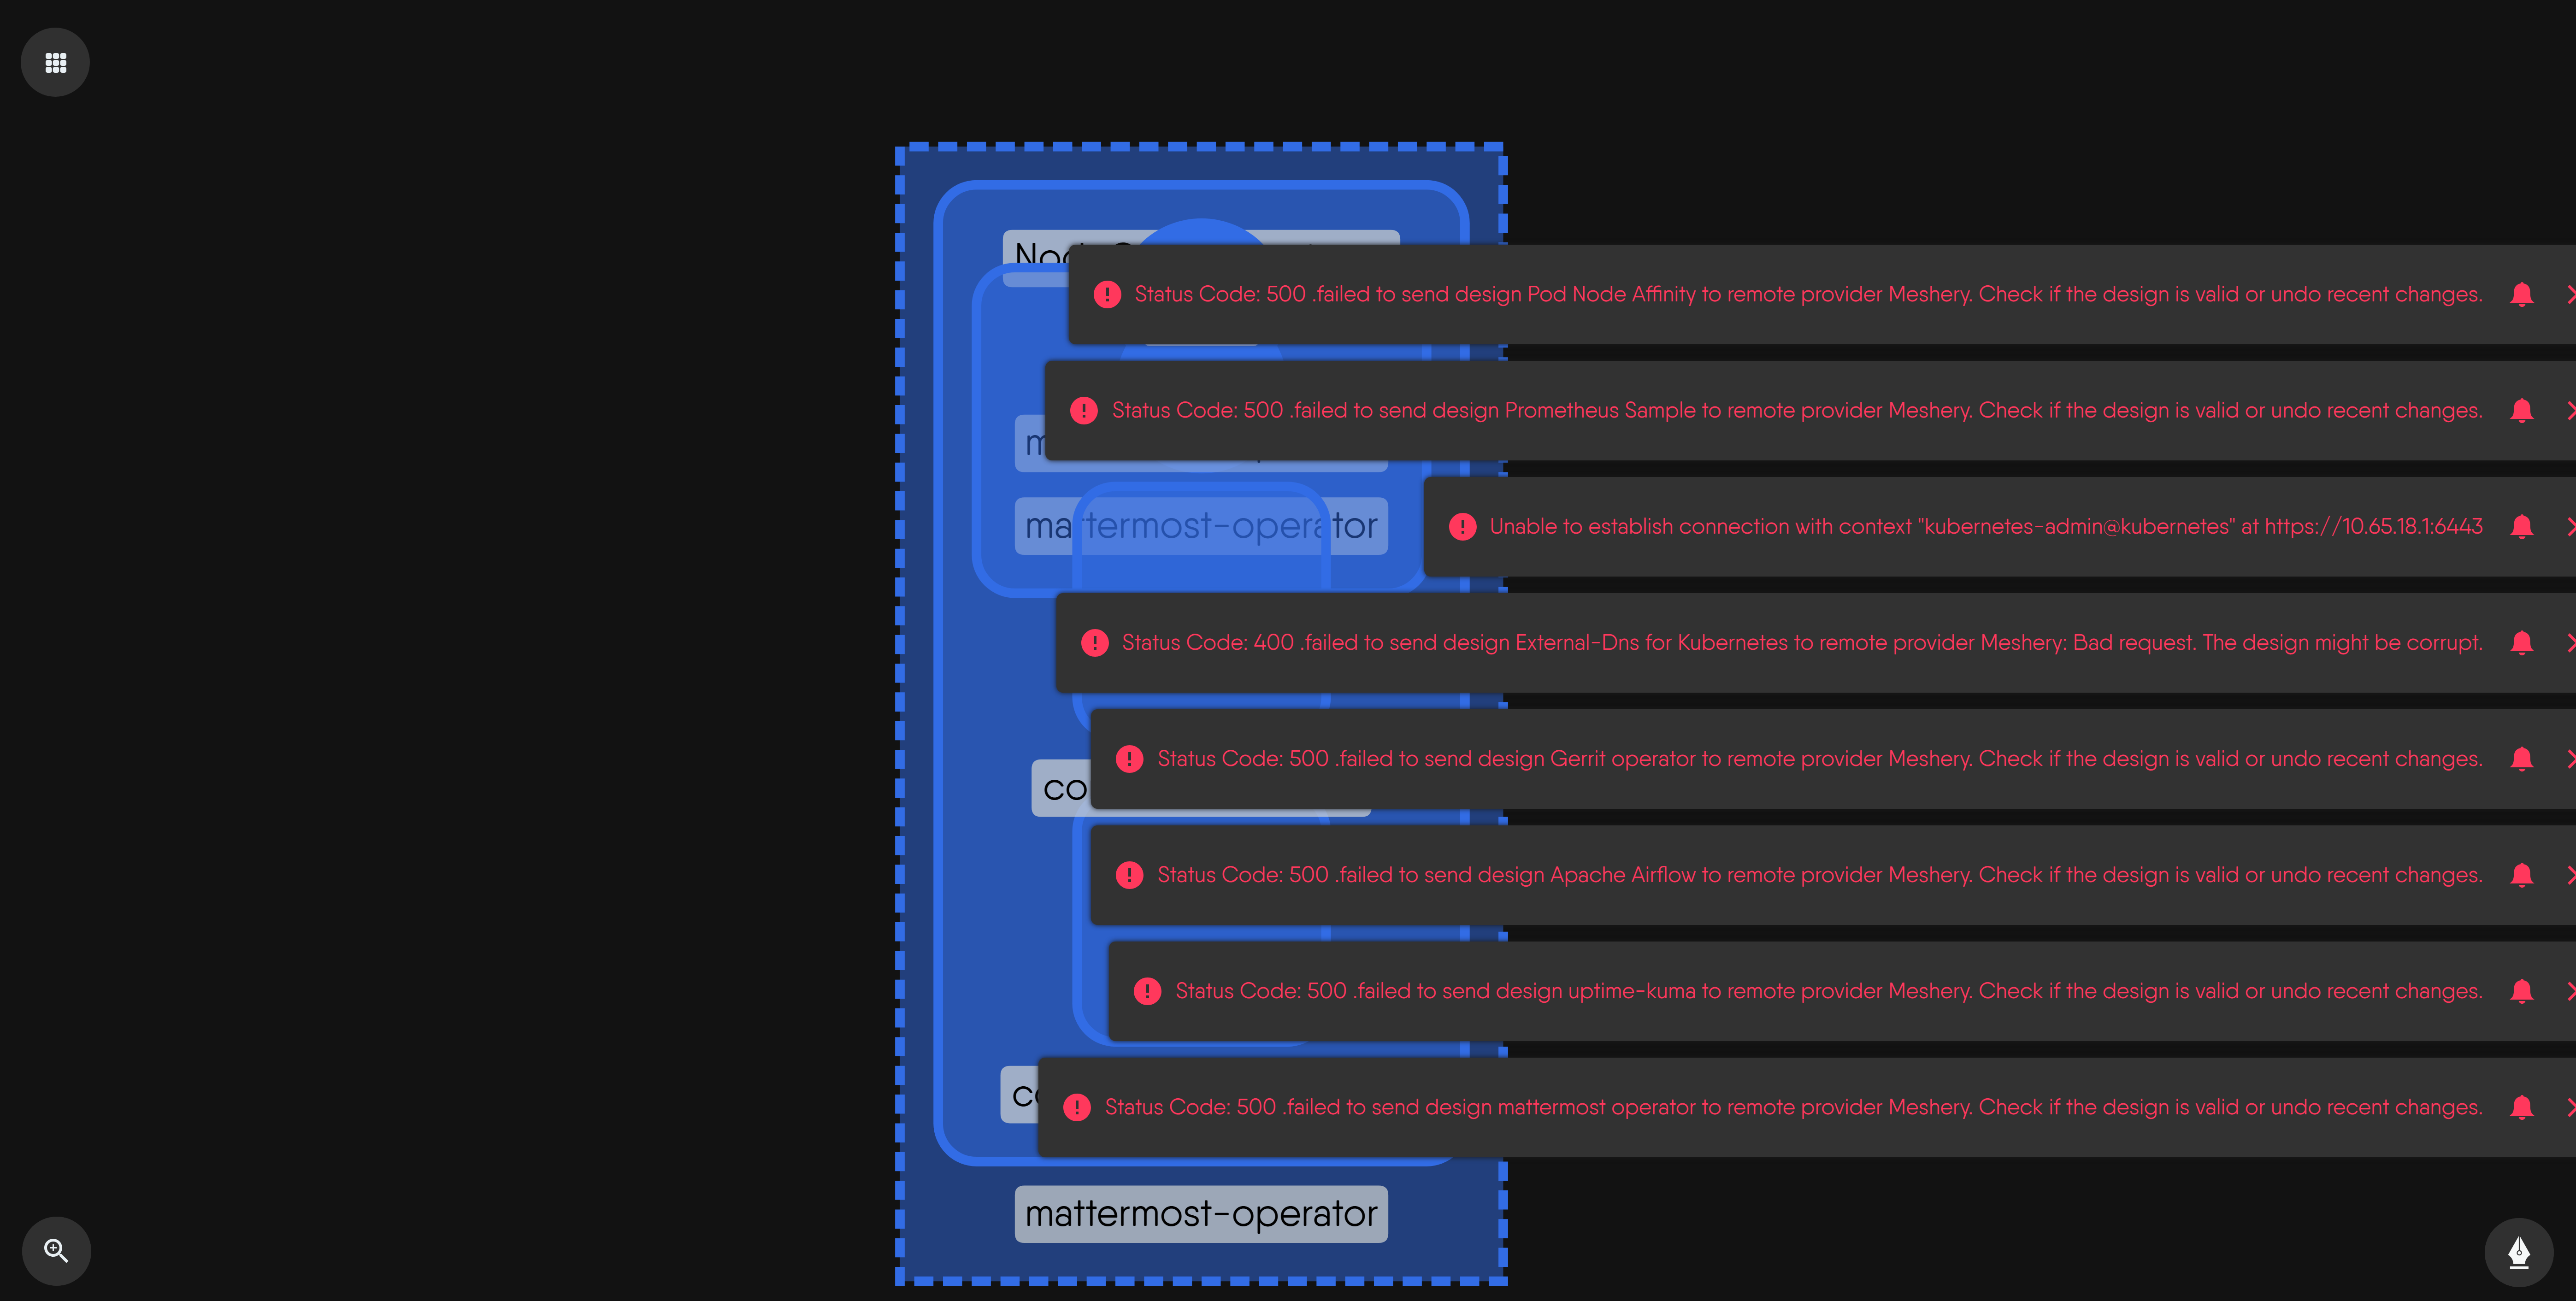 Status Code: 500 .failed to send design Pod Node Affinity to remote provider Meshery. Check if the design is valid or undo recent changes.
Status Code: 500 .failed to send design Prometheus Sample to remote provider Meshery. Check if the design is valid or undo recent changes.
mattermost-operator
Unable to establish connection with context "kubernetes-admin@kubernetes" at https://10.65.18.1:6443
Status Code: 400 .failed to send design External-Dns for Kubernetes to remote provider Meshery: Bad request. The design might be corrupt.
Status Code: 500 .failed to send design Gerrit operator to remote provider Meshery. Check if the design is valid or undo recent changes.
co
Status Code: 500 .failed to send design Apache Airflow to remote provider Meshery. Check if the design is valid or undo recent changes.
Status Code: 500 .failed to send design uptime-kuma to remote provider Meshery. Check if the design is valid or undo recent changes.
Status Code: 500 .failed to send design mattermost operator to remote provider Meshery. Check if the design is valid or undo recent changes.
mattermost-operator